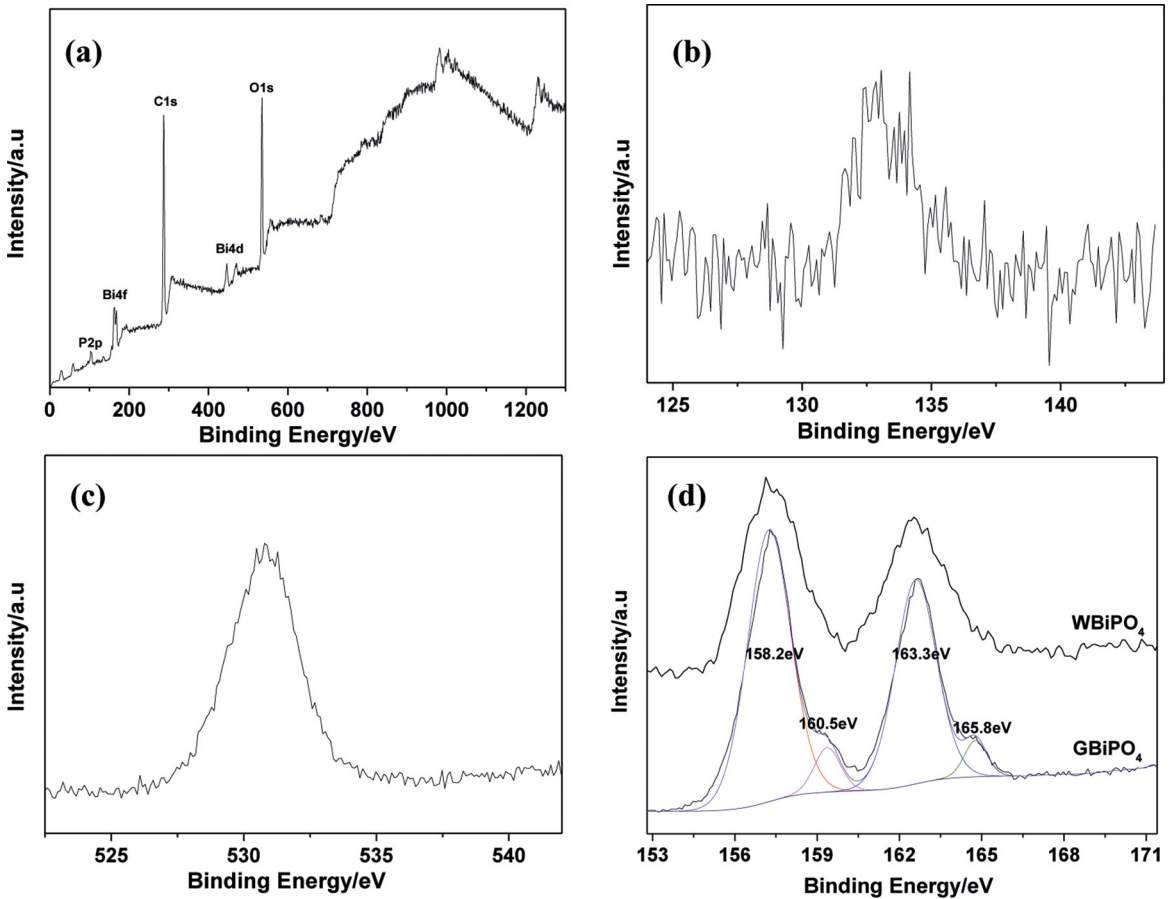 (a)
C1s
O1s
Bi4d
Bi4f
P2p
Intensity/a.u
0 200 400 600 800 1000 1200
Binding Energy/eV
(b)
Intensity/a.u
125 130 135 140
Binding Energy/eV
(c)
Intensity/a.u
525 530 535 540
Binding Energy/eV
(d)
WBiPO4
158.2eV 163.3eV
160.5eV 165.8eV
GBiPO4
Intensity/a.u
153 156 159 162 165 168 171
Binding Energy/eV